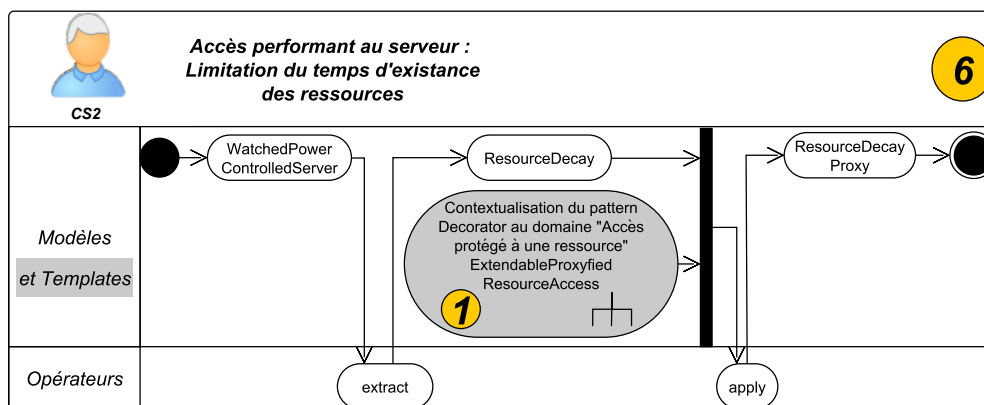 Accès performant au serveur :
Limitation du temps d'existance
des ressources
6
CS2
WatchedPower
ControlledServer
ResourceDecay
ResourceDecay
Proxy
Contextualisation du pattern
Decorator au domaine "Accès
protégé à une ressource"
ExtendableProxyfied
ResourceAccess
1
Modèles
et Templates
Opérateurs
extract
apply